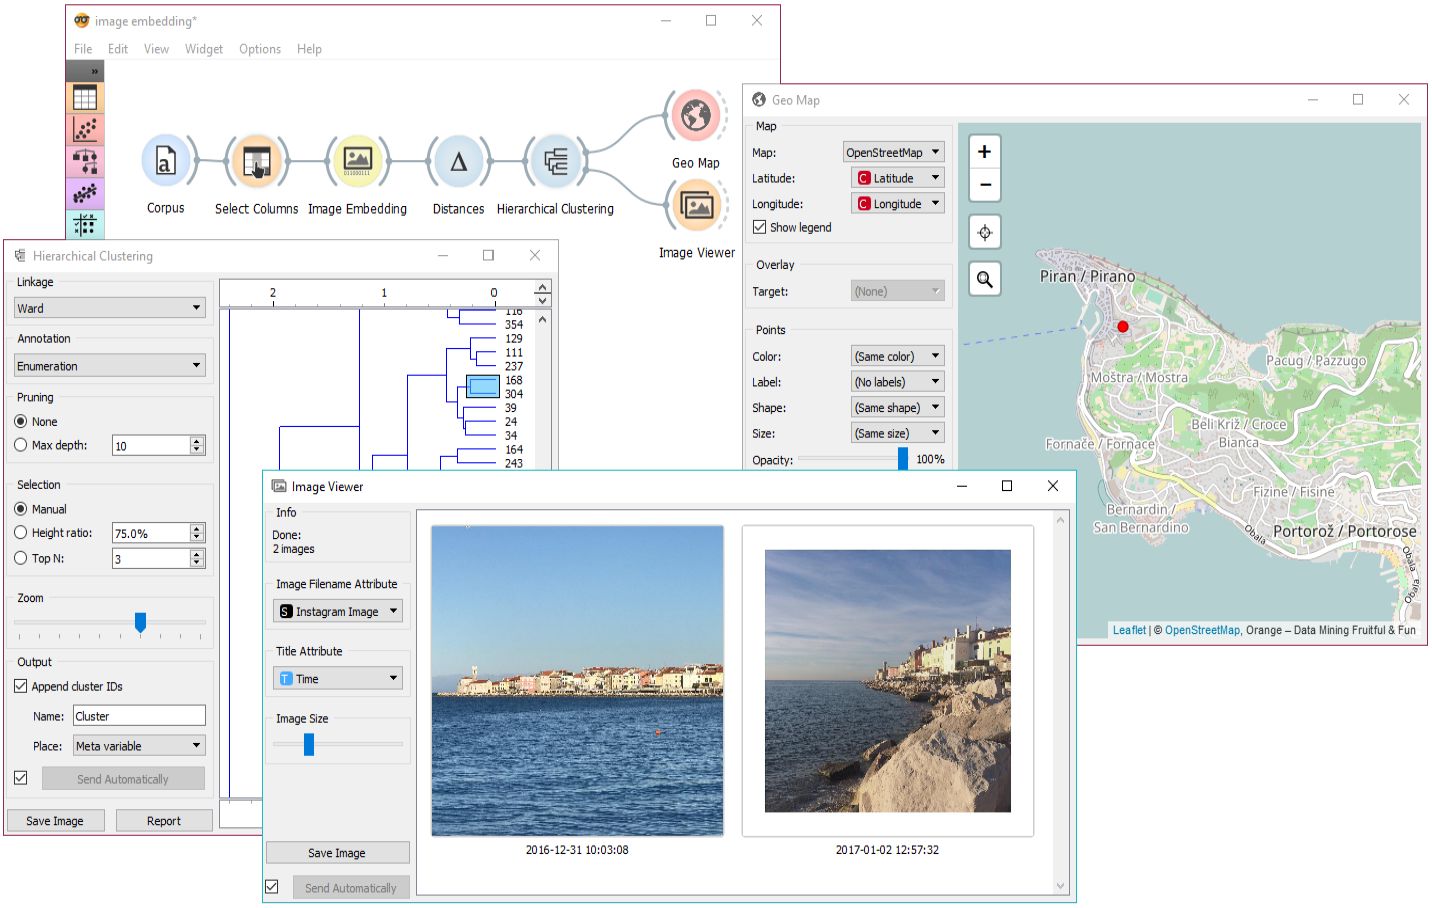 image embedding*
File Edit View Widget Options Help
»
a
Δ
010000111
Corpus
Select Columns
Image Embedding
Distances
Hierarchical Clustering
Geo Map
Image Viewer
Geo Map
Map
Map: OpenStreetMap
Latitude: C Latitude
Longitude: C Longitude
Show legend
Overlay
Target: (None)
Points
Color: (Same color)
Label: (No labels)
Shape: (Same shape)
Size: (Same size)
Opacity: 100%
+
−
Piran / Pirano
Pacug / Pazzugo
Moštra / Mostra
Beli Križ / Croce
Bianca
Fornače / Fornace
Fizine / Fisine
Bernardin /
San Bernardino
Obala
Portorož / Portorose
Obala
Obala
Leaflet | © OpenStreetMap, Orange – Data Mining Fruitful & Fun
Hierarchical Clustering
Linkage
Ward
Annotation
Enumeration
Pruning
None
Max depth: 10
Selection
Manual
Height ratio: 75.0%
Top N: 3
Zoom
Output
Append cluster IDs
Name: Cluster
Place: Meta variable
Send Automatically
Save Image Report
2 1 0
116
354
129
111
237
168
304
39
24
34
164
243
Image Viewer
Info
Done:
2 images
Image Filename Attribute
S Instagram Image
Title Attribute
T Time
Image Size
Save Image
Send Automatically
2016-12-31 10:03:08
2017-01-02 12:57:32